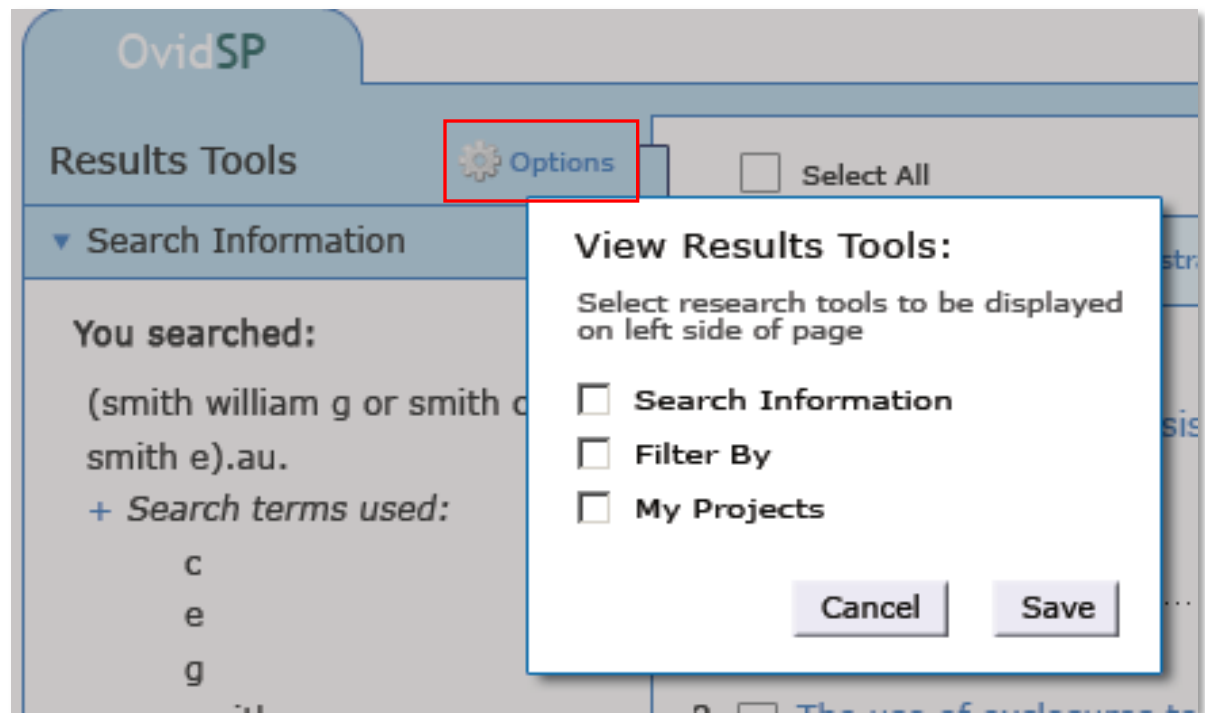 OvidSP
Results Tools
Options
Select All
Search Information
You searched:
(smith william g or smith c
smith e).au.
+ Search terms used:
c
e
g
View Results Tools:
Select research tools to be displayed
on left side of page
Search Information
Filter By
My Projects
Cancel
Save